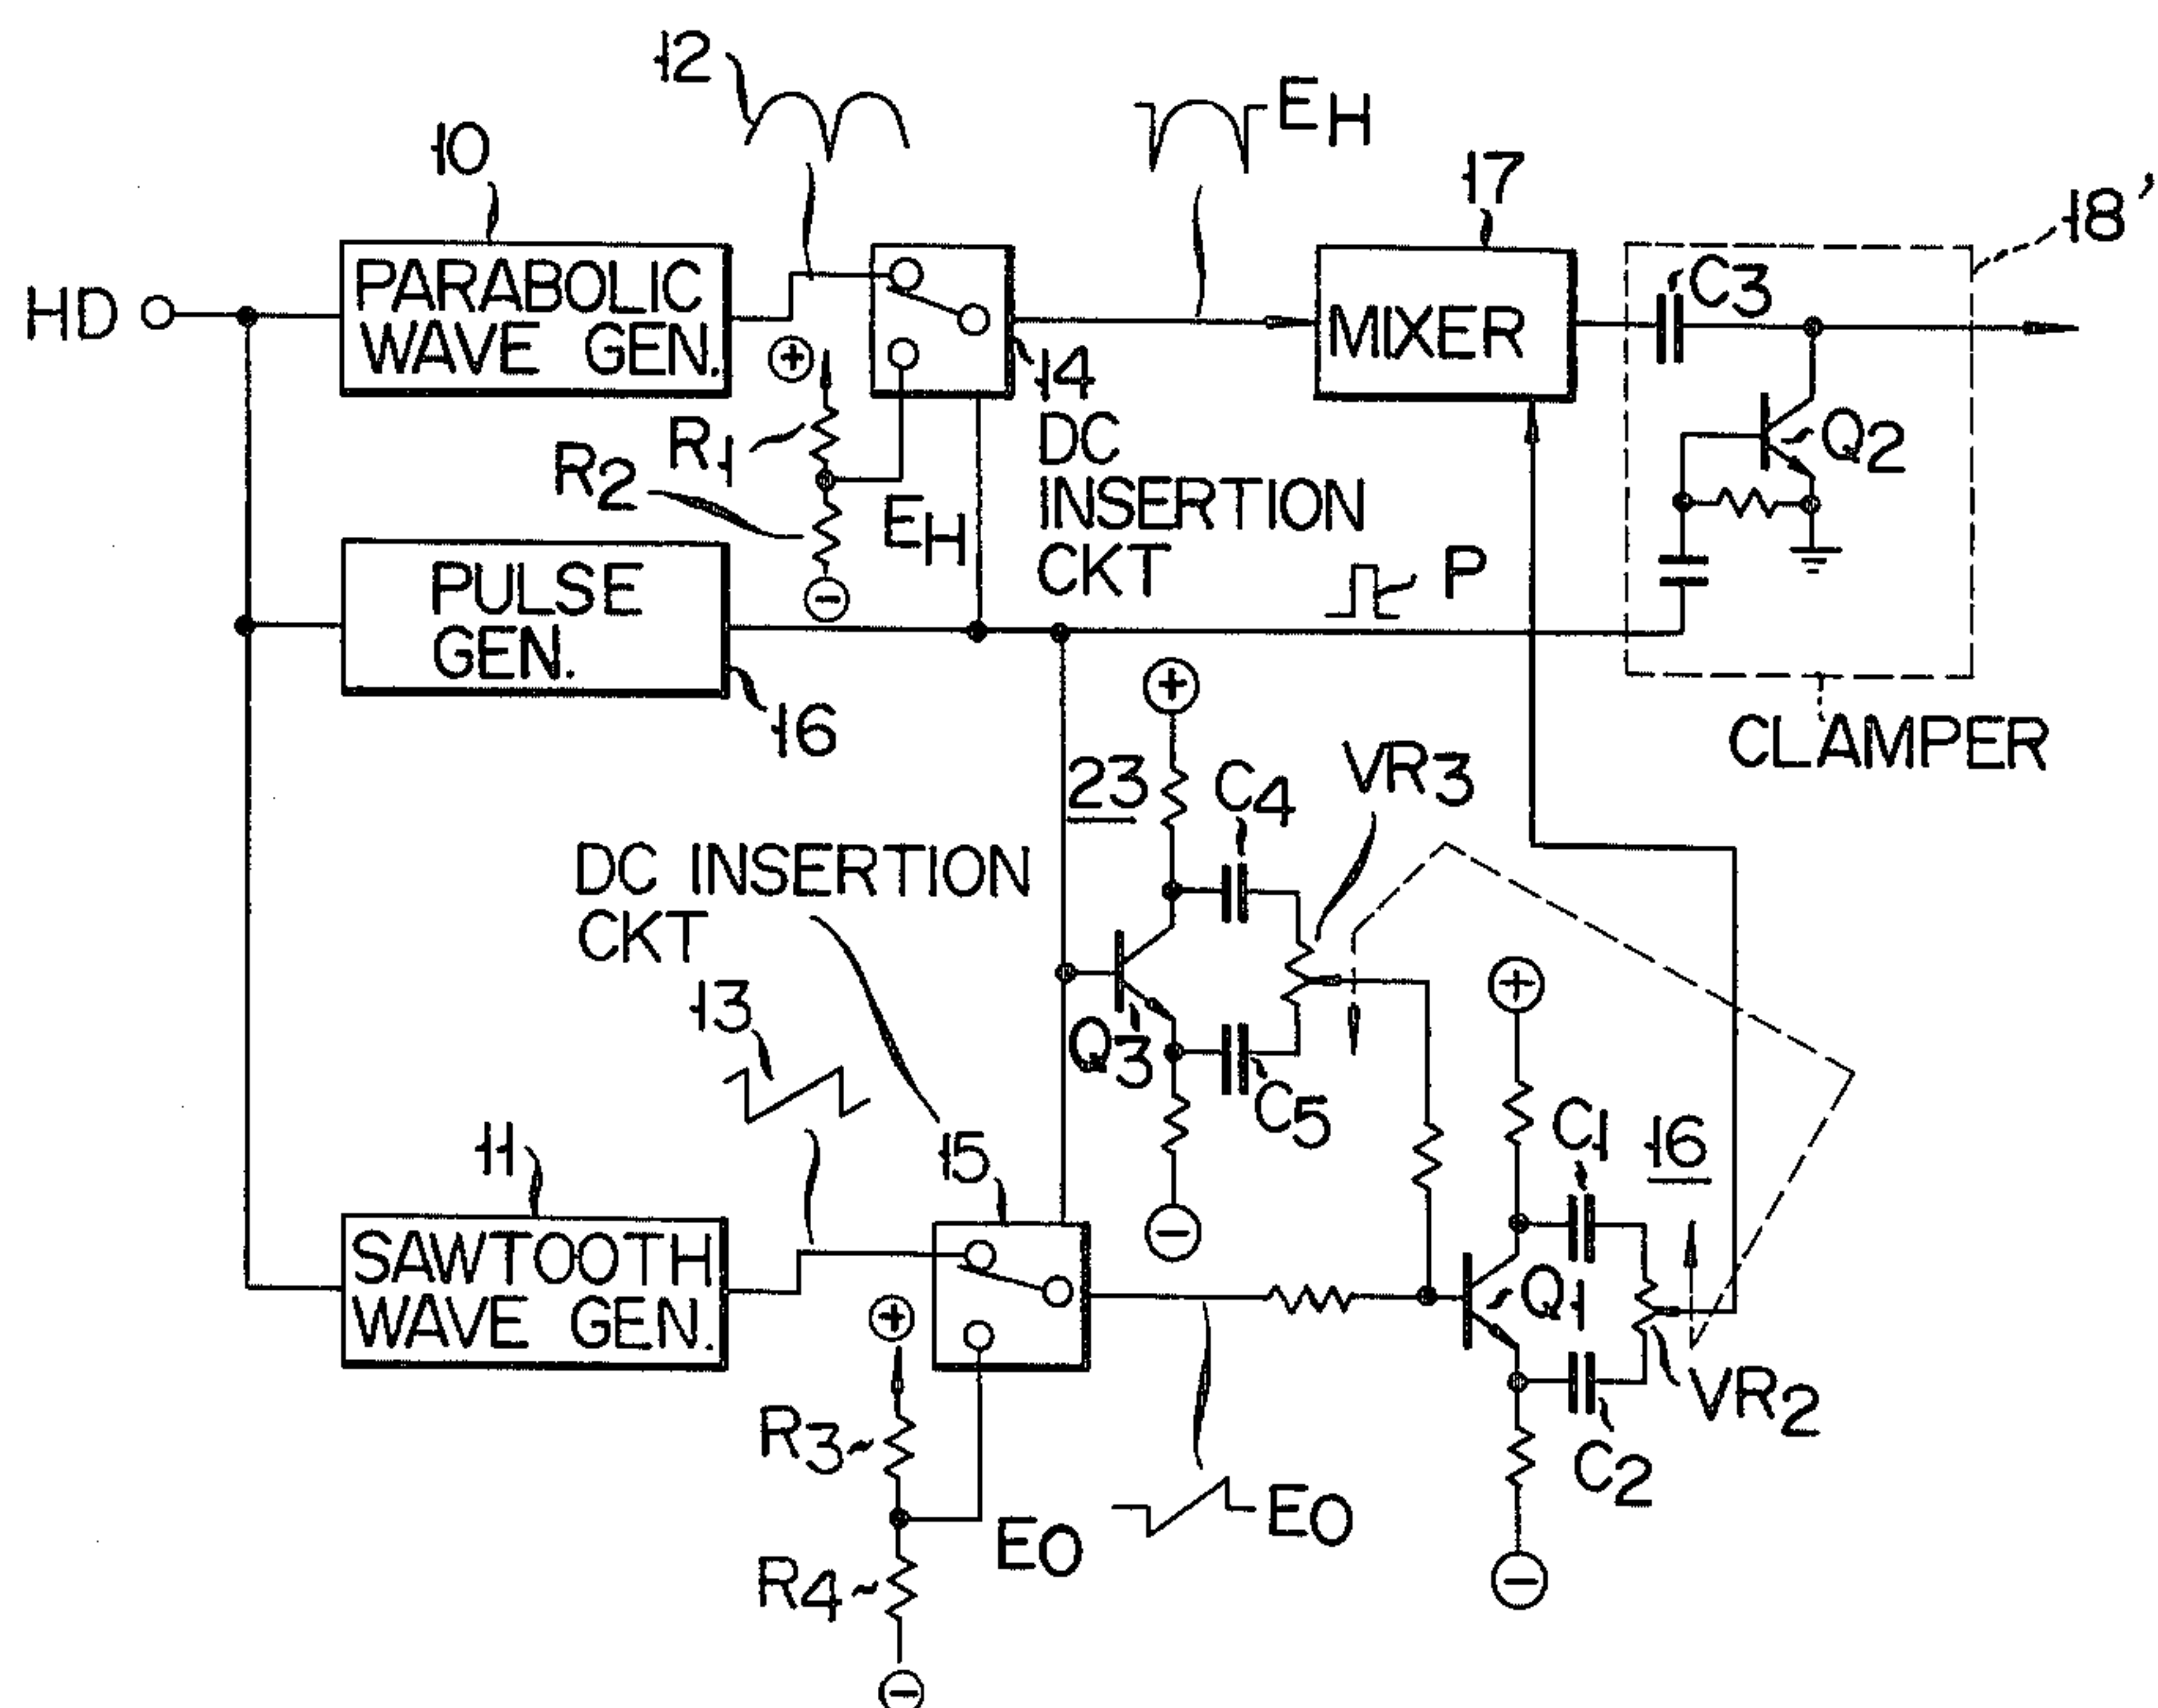 12
EH
10
17
18'
HD
PARABOLIC
WAVE GEN.
+
14
DC
INSERTION
CKT
MIXER
C3
Q2
R1
R2
EH
-
P
PULSE
GEN.
16
CLAMPER
+
23
C4
VR3
DC INSERTION
CKT
13
Q3
C5
+
-
11
15
C1
16
SAWTOOTH
WAVE GEN.
+
Q1
VR2
C2
R3
R4
EO
EO
-
-